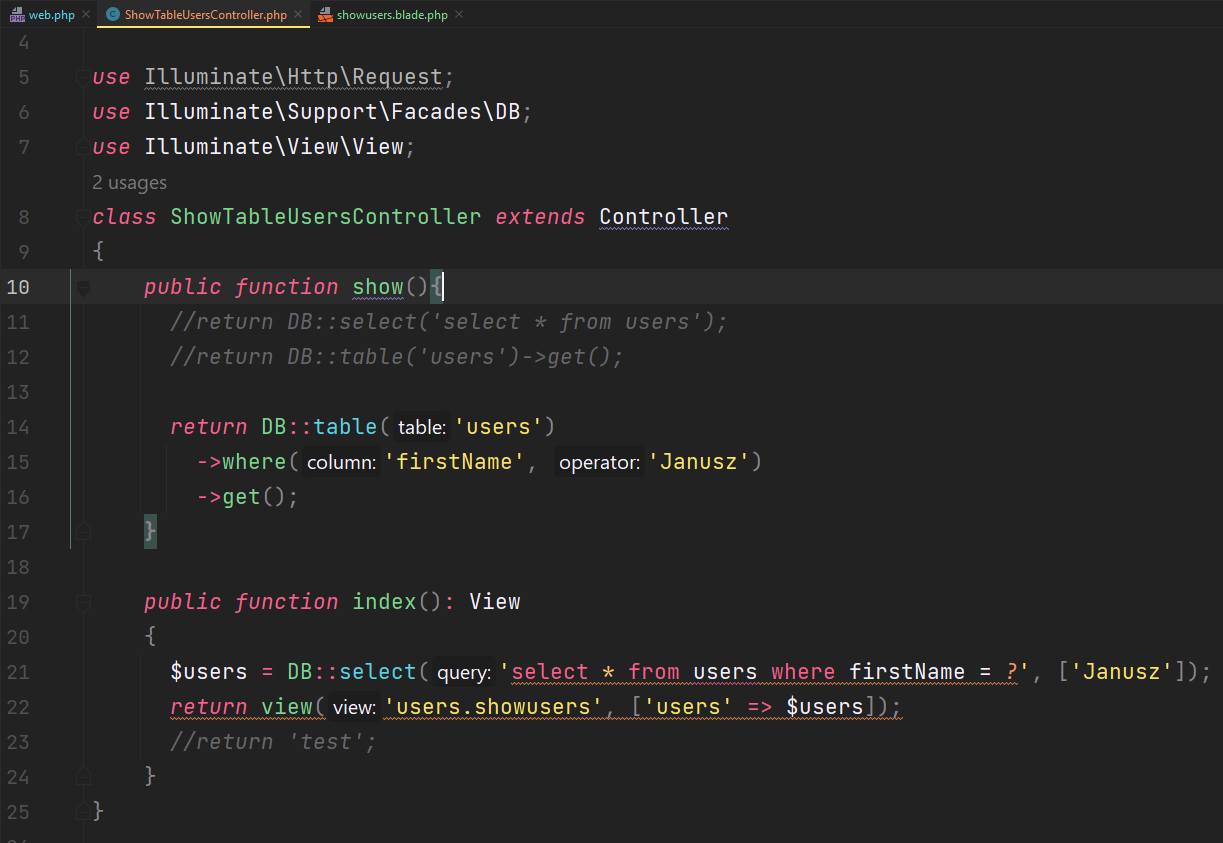 web.php ShowTableUsersController.php showusers.blade.php
4
5 use Illuminate\Http\Request;
6 use Illuminate\Support\Facades\DB;
7 use Illuminate\View\View;
2 usages
8 class ShowTableUsersController extends Controller
9 {
10 public function show(){
11 //return DB::select('select * from users');
12 //return DB::table('users')->get();
13
14 return DB::table( table: 'users')
15 ->where( column: 'firstName', operator: 'Janusz')
16 ->get();
17 }
18
19 public function index(): View
20 {
21 $users = DB::select( query: 'select * from users where firstName = ?', ['Janusz']);
22 return view( view: 'users.showusers', ['users' => $users]);
23 //return 'test';
24 }
25 }